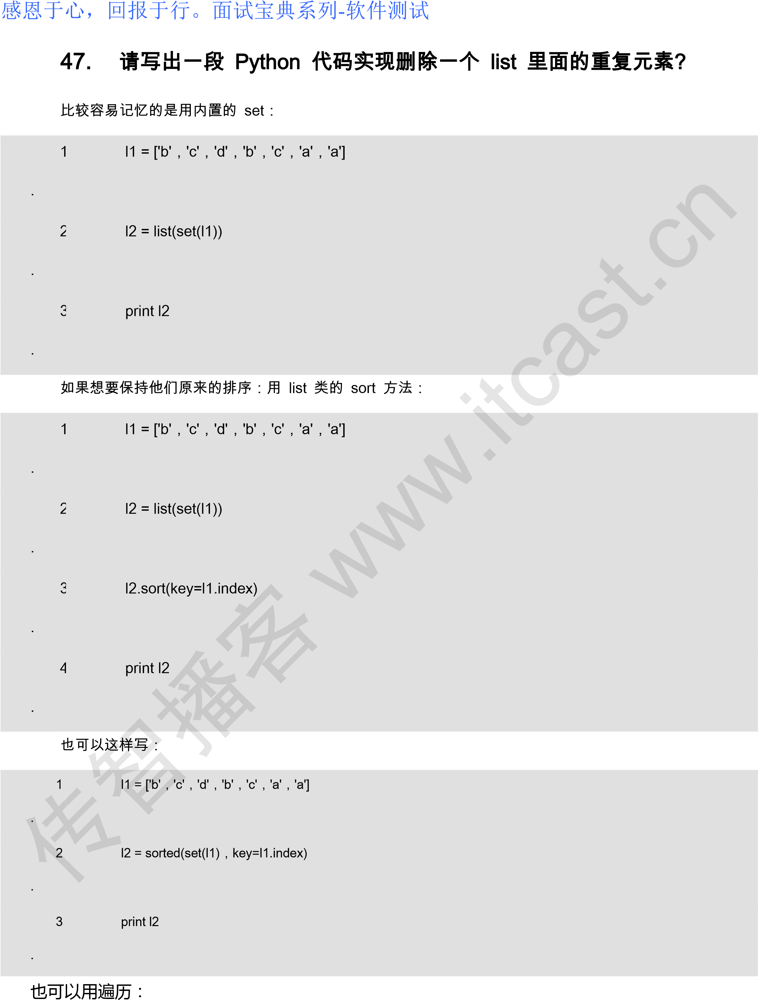 感恩于心，回报于行。面试宝典系列-软件测试
47. 请写出一段 Python 代码实现删除一个 list 里面的重复元素?
比较容易记忆的是用内置的 set：
1 l1 = ['b' , 'c' , 'd' , 'b' , 'c' , 'a' , 'a']
.
2 l2 = list(set(l1))
.
3 print l2
.
如果想要保持他们原来的排序：用 list 类的 sort 方法：
1 l1 = ['b' , 'c' , 'd' , 'b' , 'c' , 'a' , 'a']
.
2 l2 = list(set(l1))
.
3 l2.sort(key=l1.index)
.
4 print l2
.
也可以这样写：
1 l1 = ['b' , 'c' , 'd' , 'b' , 'c' , 'a' , 'a']
.
2 l2 = sorted(set(l1) , key=l1.index)
.
3 print l2
.
也可以用遍历：
传智播客 www.itcast.cn